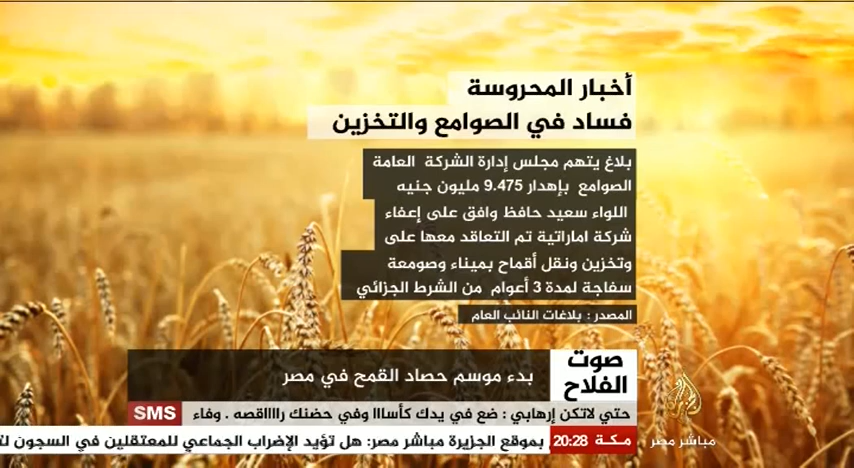 أخبار المحروسة
فساد في الصوامع والتخزين
بلاغ يتهم مجلس إدارة الشركة العامة
الصوامع بإهدار 9.475 مليون جنيه
اللواء سعيد حافظ وافق على إعفاء
شركة اماراتية تم التعاقد معها على
وتخزين ونقل أقماح بميناء وصومعة
سفاجة لمدة 3 أعوام من الشرط الجزائي
المصدر : بلاغات النائب العام
صوت
الفلاح
بدء موسم حصاد القمح في مصر
SMS حتي لاتكن إرهابي : ضع في يدك كأسااا وفي حضنك رااااقصه . وفاء
مكة 20:28 بموقع الجزيرة مباشر مصر: هل تؤيد الإضراب الجماعي للمعتقلين في السجون
الجزيرة
مباشر مصر